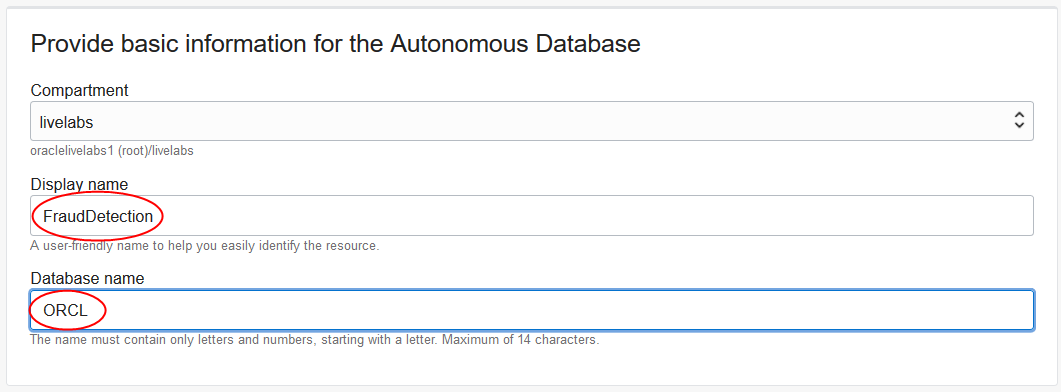 Provide basic information for the Autonomous Database
Compartment
livelabs
oraclelivelabs1 (root)/livelabs
Display name
FraudDetection
A user-friendly name to help you easily identify the resource.
Database name
ORCL
The name must contain only letters and numbers, starting with a letter. Maximum of 14 characters.